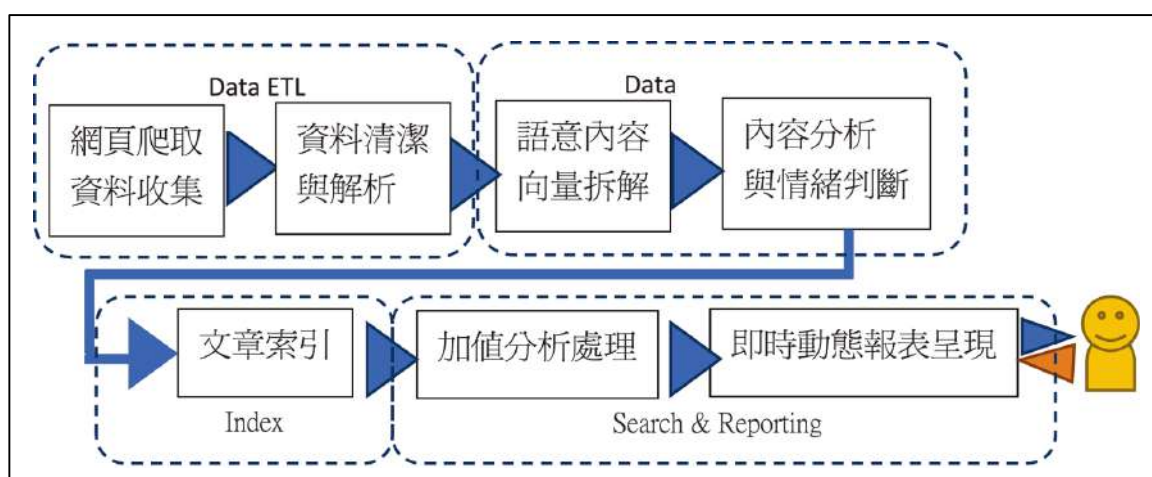 Data ETL
網頁爬取
資料收集
資料清潔
與解析
Data
語意內容
向量拆解
內容分析
與情緒判斷
文章索引
Index
加值分析處理
即時動態報表呈現
Search & Reporting